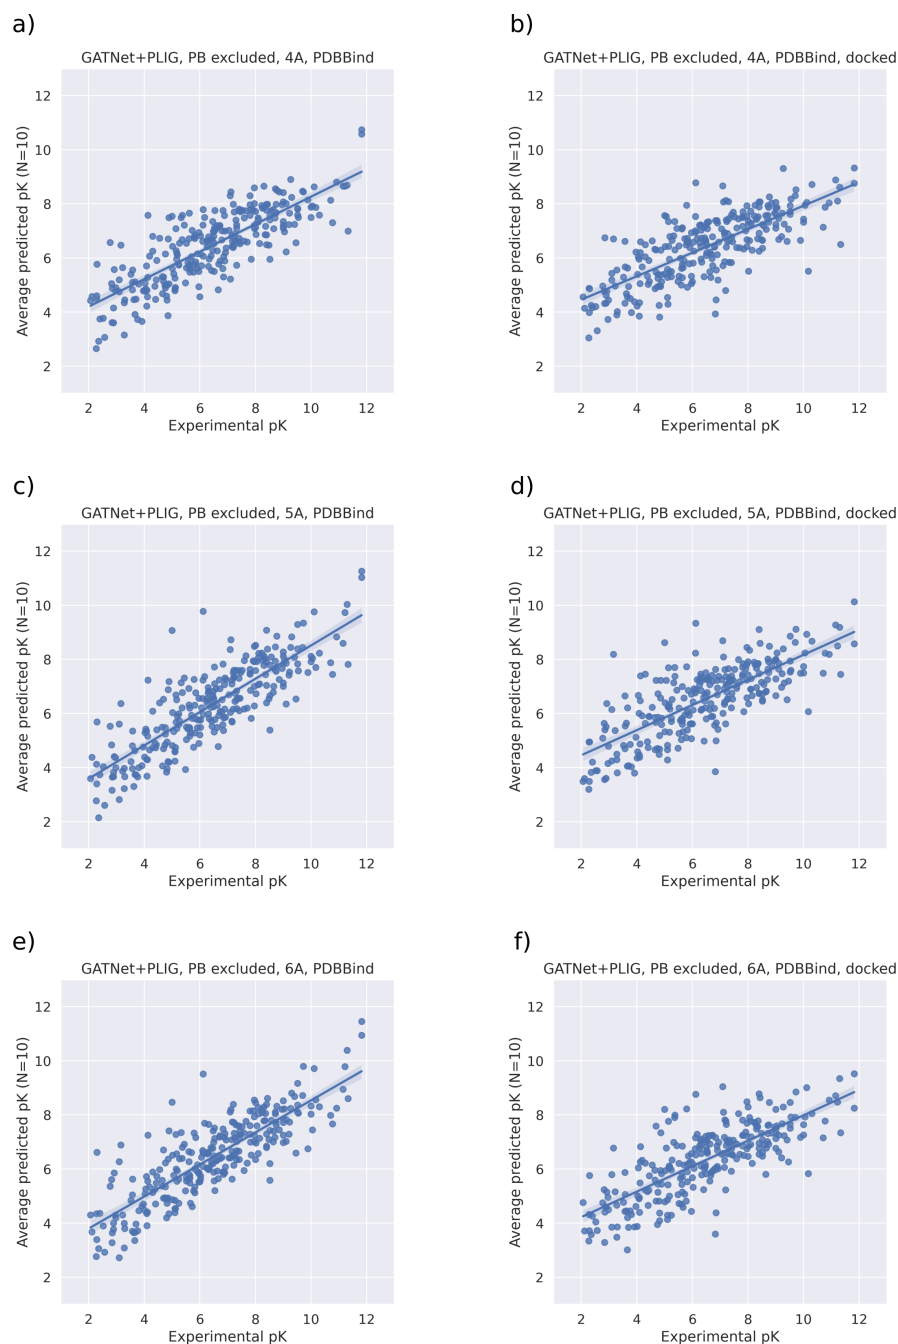 a)
GATNet+PLIG, PB excluded, 4A, PDBBind
12
10
8
6
4
2
Average predicted pK (N=10)
2 4 6 8 10 12
Experimental pK
b)
GATNet+PLIG, PB excluded, 4A, PDBBind, docked
12
10
8
6
4
2
Average predicted pK (N=10)
2 4 6 8 10 12
Experimental pK
c)
GATNet+PLIG, PB excluded, 5A, PDBBind
12
10
8
6
4
2
Average predicted pK (N=10)
2 4 6 8 10 12
Experimental pK
d)
GATNet+PLIG, PB excluded, 5A, PDBBind, docked
12
10
8
6
4
2
Average predicted pK (N=10)
2 4 6 8 10 12
Experimental pK
e)
GATNet+PLIG, PB excluded, 6A, PDBBind
12
10
8
6
4
2
Average predicted pK (N=10)
2 4 6 8 10 12
Experimental pK
f)
GATNet+PLIG, PB excluded, 6A, PDBBind, docked
12
10
8
6
4
2
Average predicted pK (N=10)
2 4 6 8 10 12
Experimental pK